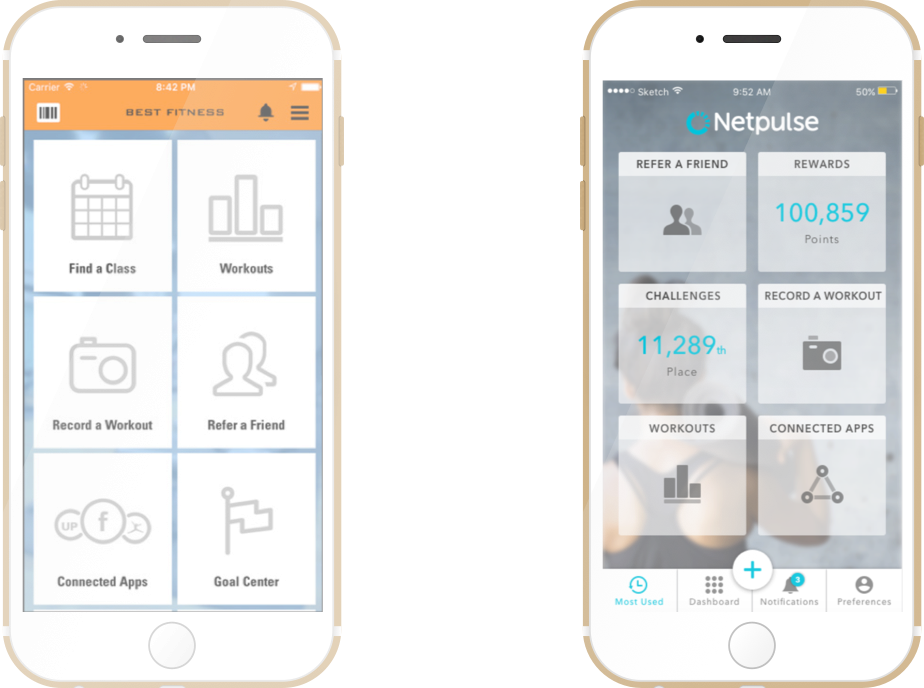 Carrier 8:42 PM
BEST FITNESS
Find a Class
Workouts
Record a Workout
Refer a Friend
UP f
Connected Apps
Goal Center
Sketch 9:52 AM 50%
Netpulse
REFER A FRIEND
REWARDS
100,859
Points
CHALLENGES
RECORD A WORKOUT
11,289th
Place
WORKOUTS
CONNECTED APPS
+
3
Most Used
Dashboard
Notifications
Preferences